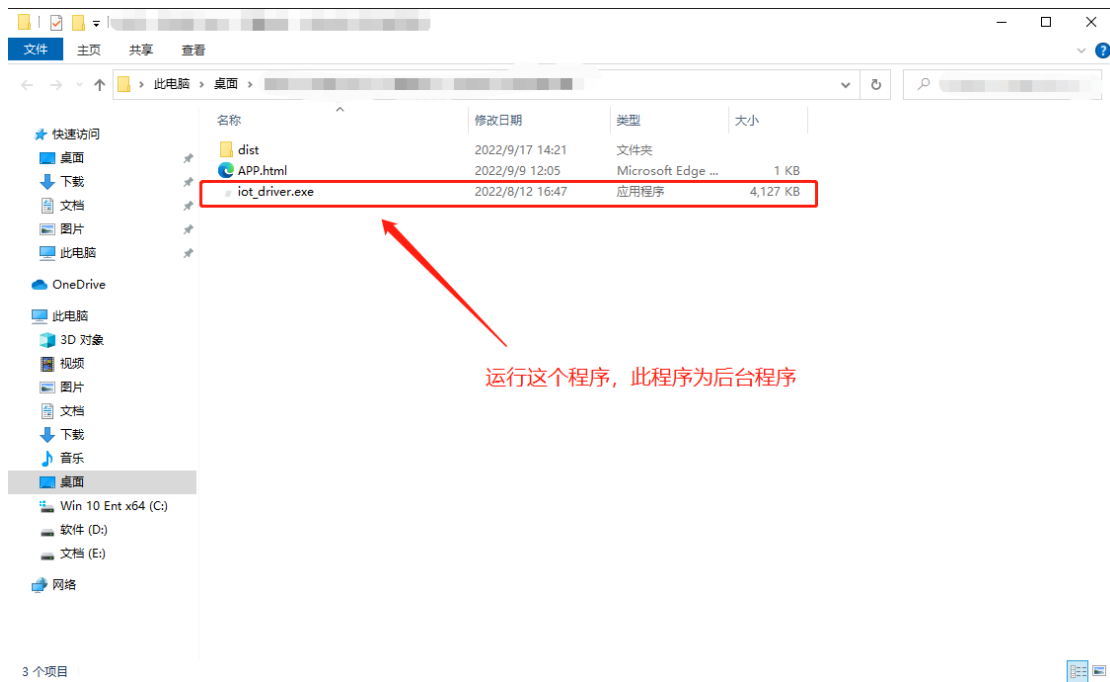 文件 主页 共享 查看
此电脑 › 桌面 ›
名称 修改日期 类型 大小
快速访问
桌面
下载
文档
图片
此电脑
OneDrive
此电脑
3D 对象
视频
图片
文档
下载
音乐
桌面
Win 10 Ent x64 (C:)
软件 (D:)
文档 (E:)
网络
dist 2022/9/17 14:21 文件夹
APP.html 2022/9/9 12:05 Microsoft Edge ... 1 KB
iot_driver.exe 2022/8/12 16:47 应用程序 4,127 KB
运行这个程序，此程序为后台程序
3 个项目